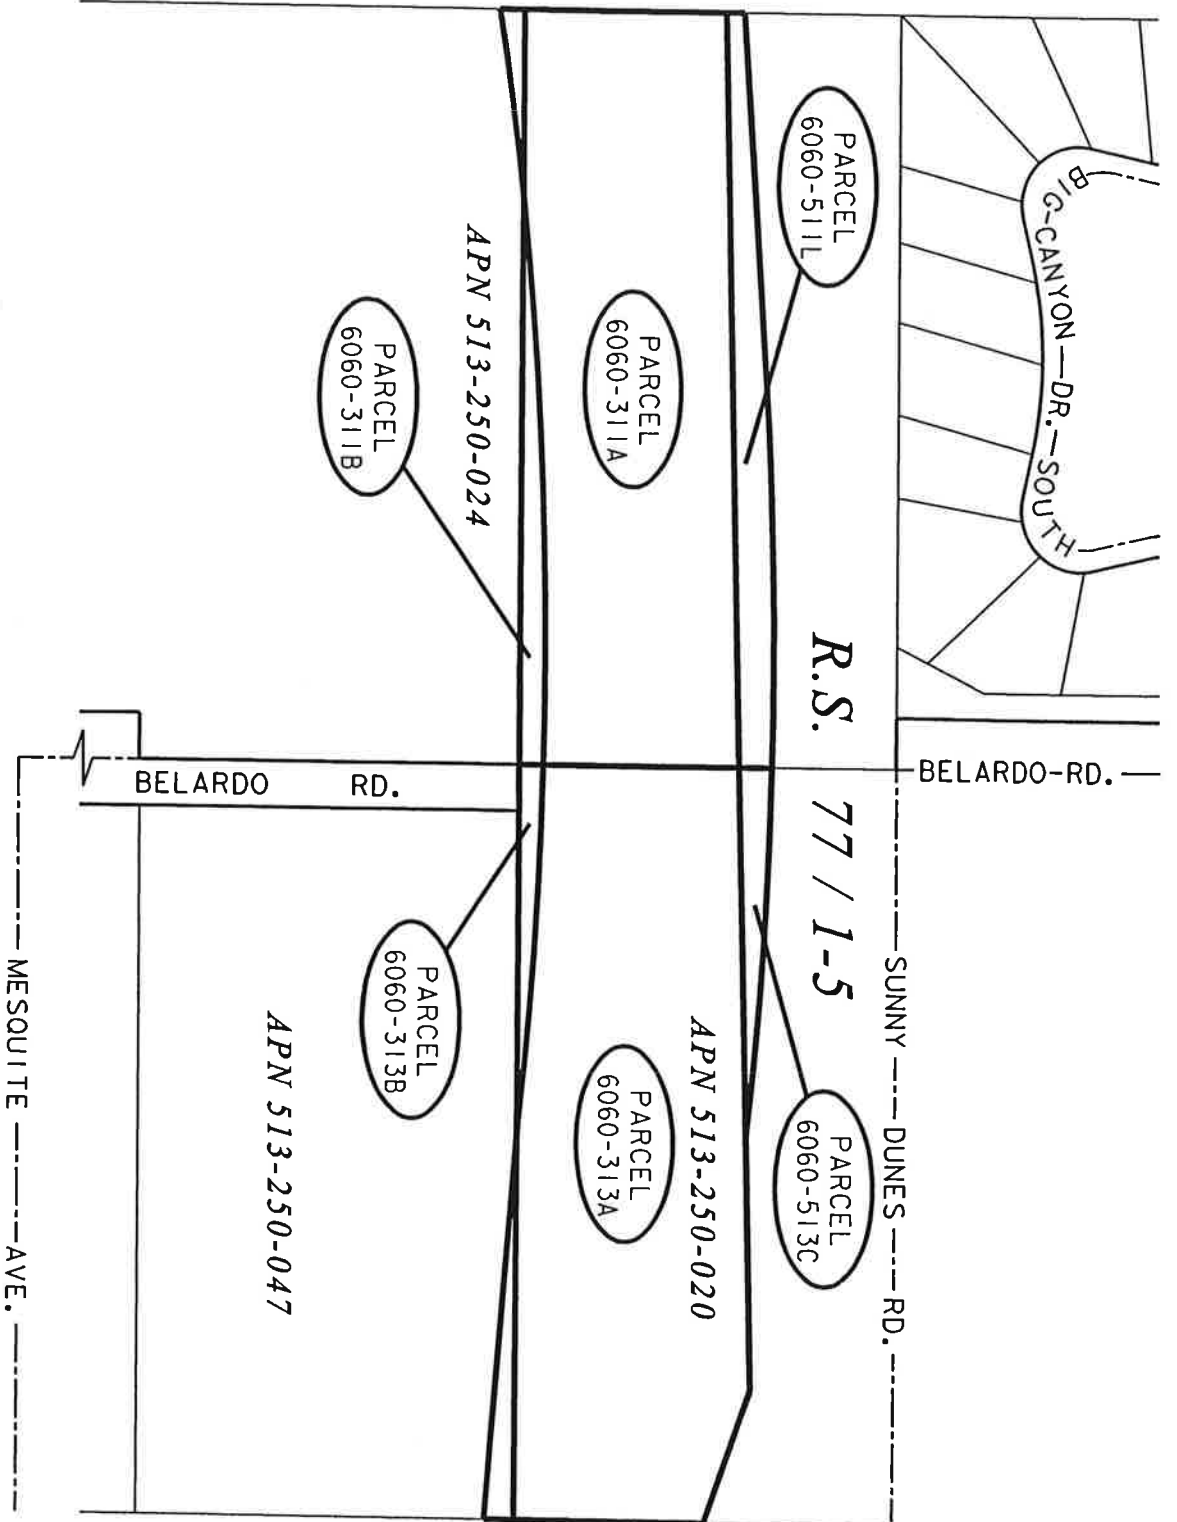 BIG CANYON DR. SOUTH
PARCEL
6060-511L
PARCEL
6060-311A
APN 513-250-024
PARCEL
6060-311B
R.S. 77 / 1-5
BELARDO RD.
BELARDO RD.
SUNNY DUNES RD.
PARCEL
6060-513C
APN 513-250-020
PARCEL
6060-313A
PARCEL
6060-313B
APN 513-250-047
MESQUITE AVE.